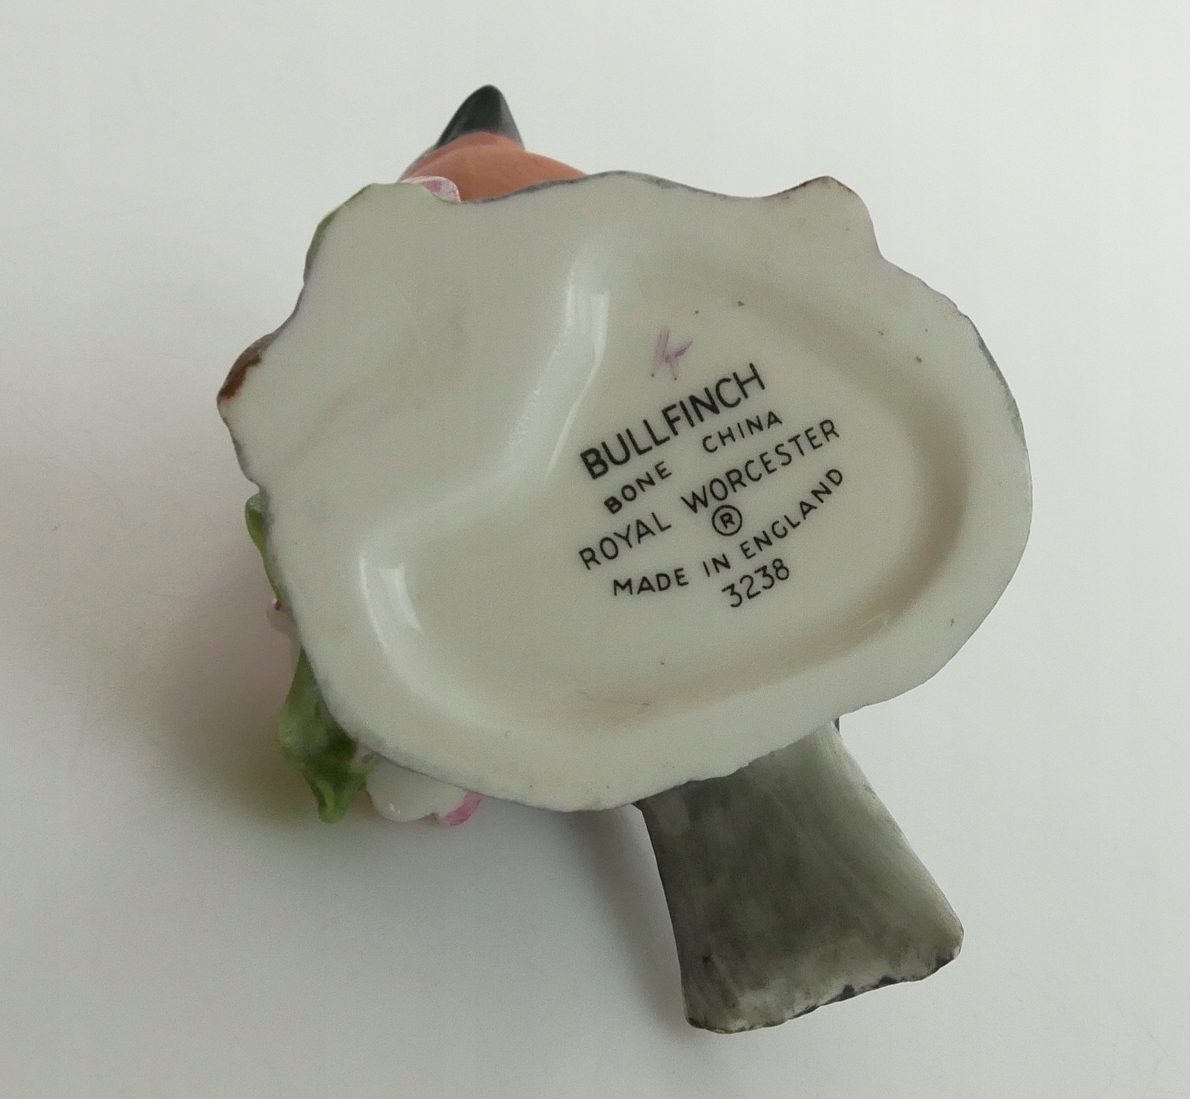 BULLFINCH
BONE CHINA
ROYAL WORCESTER
®
MADE IN ENGLAND
3238